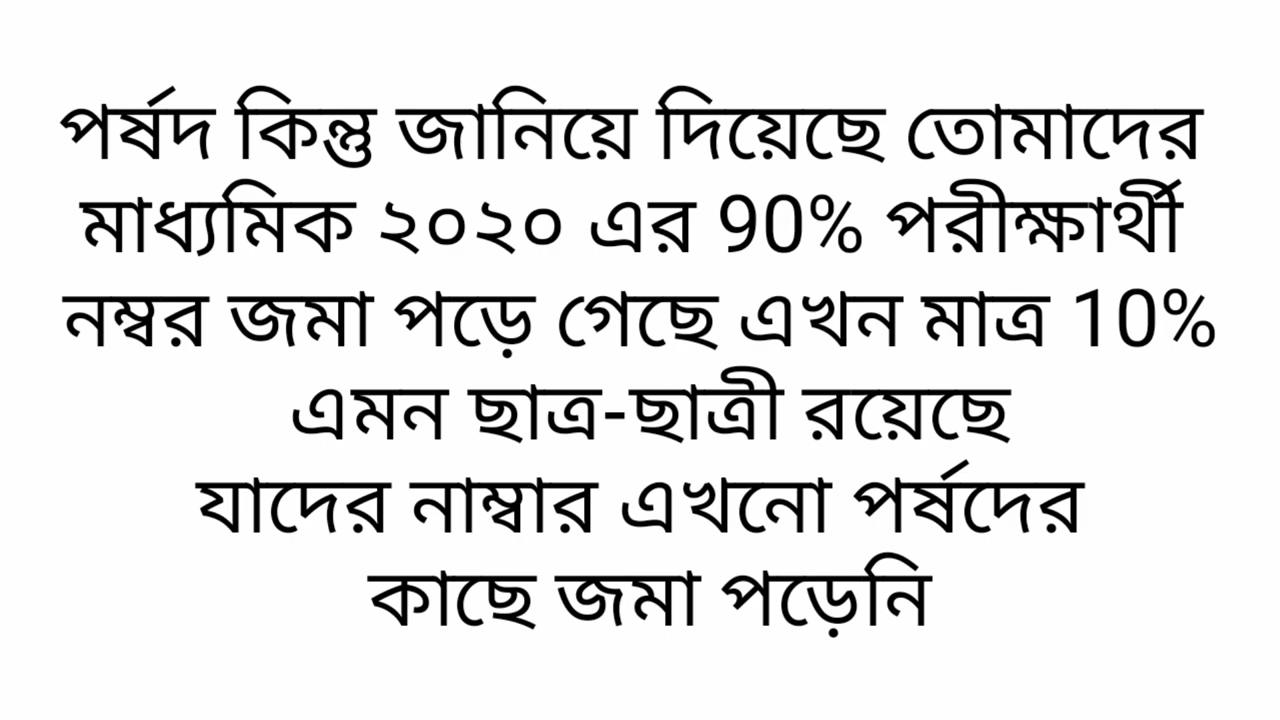 পর্ষদ কিন্তু জানিয়ে দিয়েছে তোমাদের
মাধ্যমিক ২০২০ এর 90% পরীক্ষার্থী
নম্বর জমা পড়ে গেছে এখন মাত্র 10%
এমন ছাত্র-ছাত্রী রয়েছে
যাদের নাম্বার এখনো পর্ষদের
কাছে জমা পড়েনি